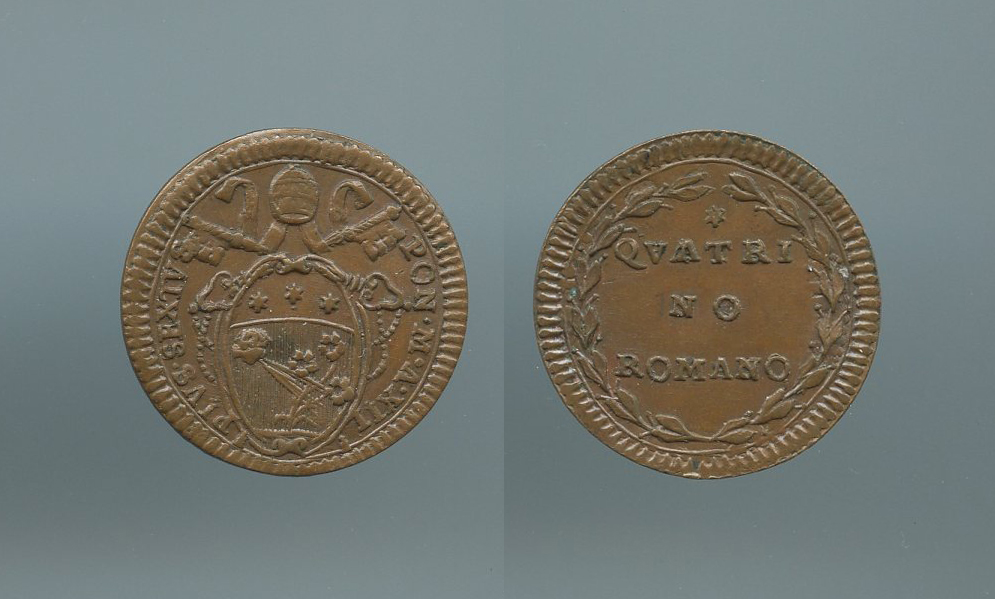 PIVS·SEXTVS PON·M·A·XII
QVATRI
NO
ROMANO